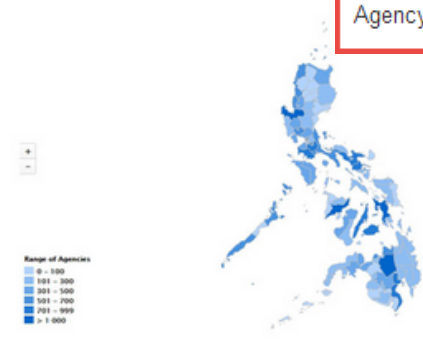 Agency
+
-
Range of Agencies
0 - 100
101 - 300
301 - 500
501 - 700
701 - 999
> 1 000